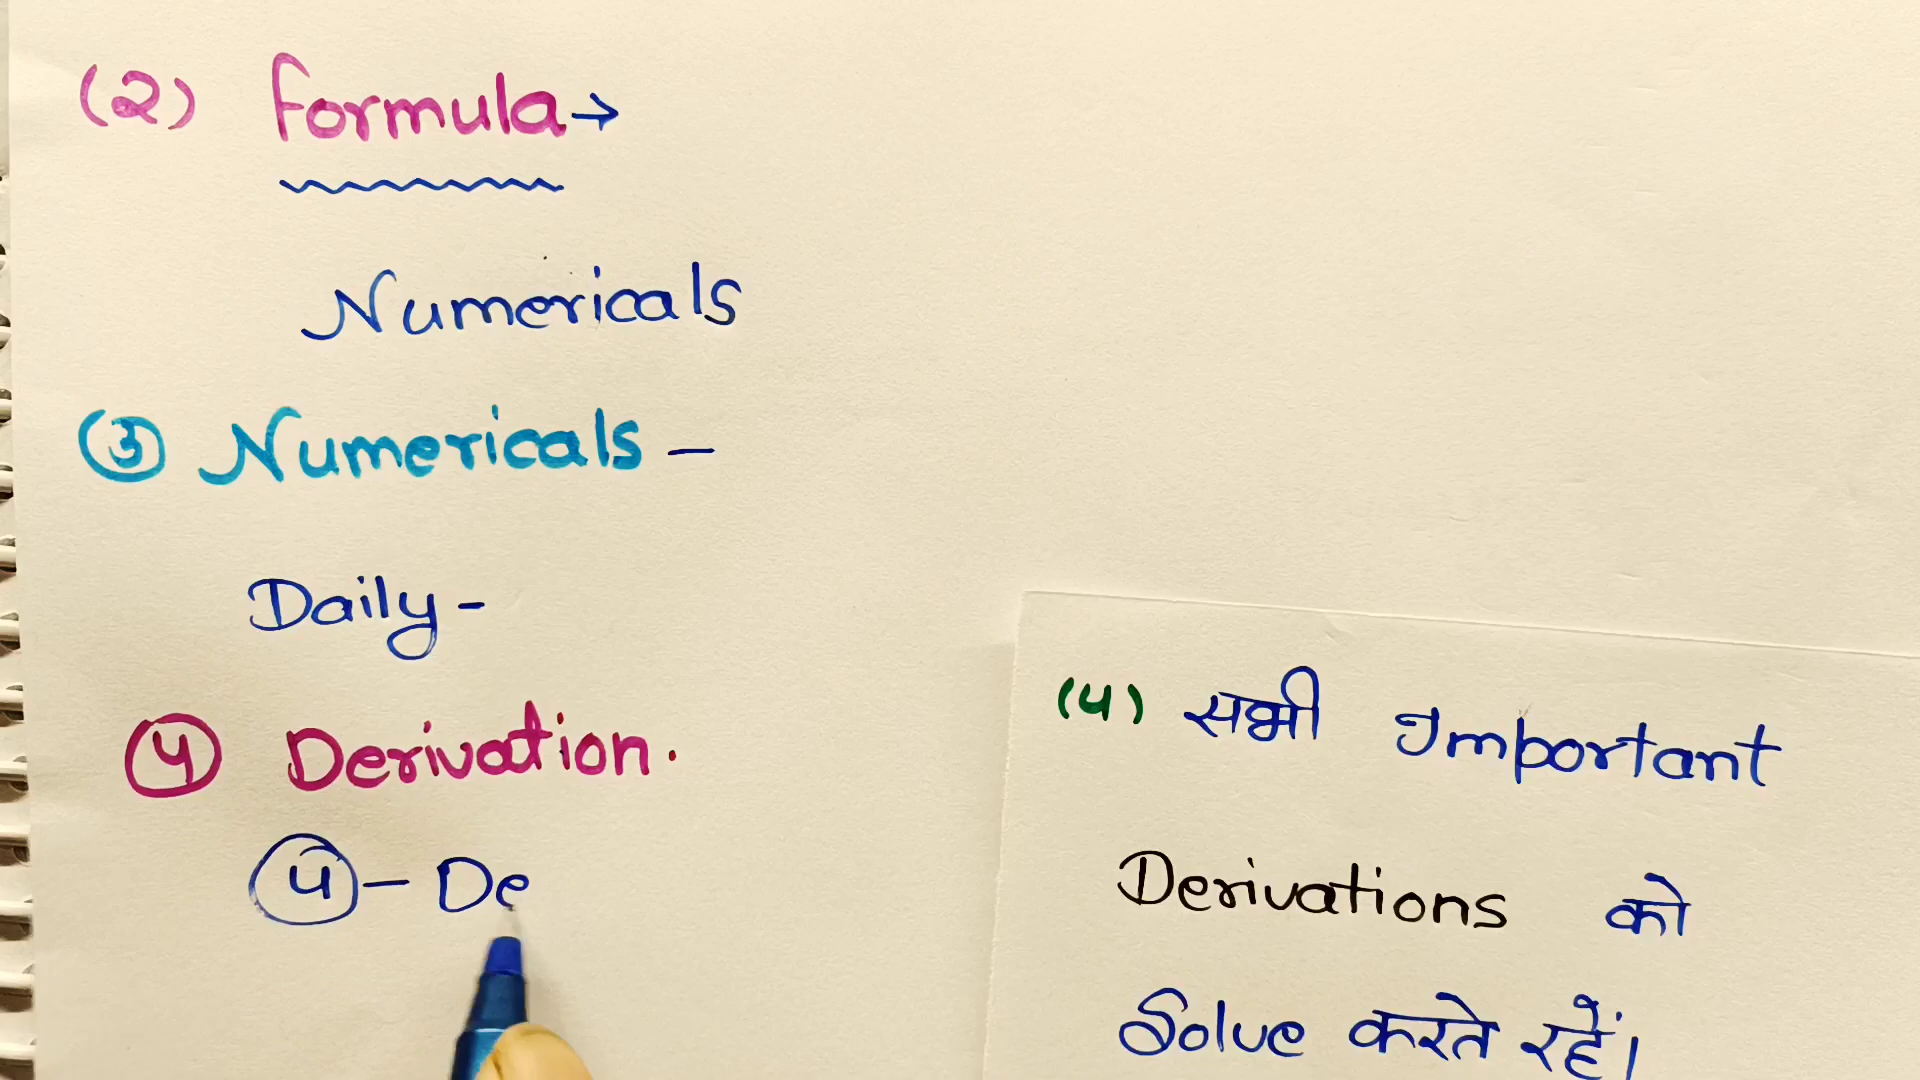 (2) formula→
Numericals
③ Numericals –
Daily -
④ Derivation.
④ – De
(4) सभी Important
Derivations को
Solve करते रहें।